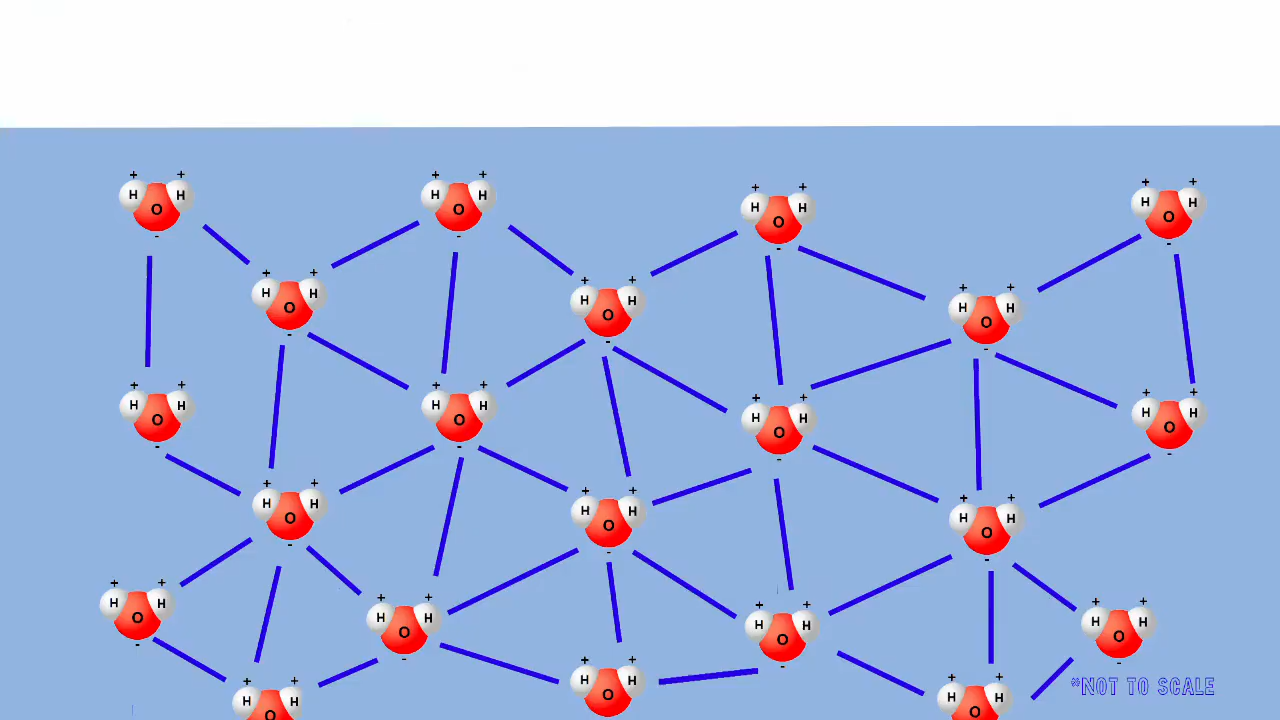 + + + + + + + +
H H H H H H H H
O O O O
- - - -
+ + + + + +
H H H H H H
O O O
- - -
+ + + + + + + +
H H H H H H H H
O O O O
- - - -
+ + + + + +
H H H H H H
O O O
- - -
+ + + + + + + +
H H H H H H H H
O O O O
- - - -
+ + + + + +
H H H H H H
O O O
*NOT TO SCALE